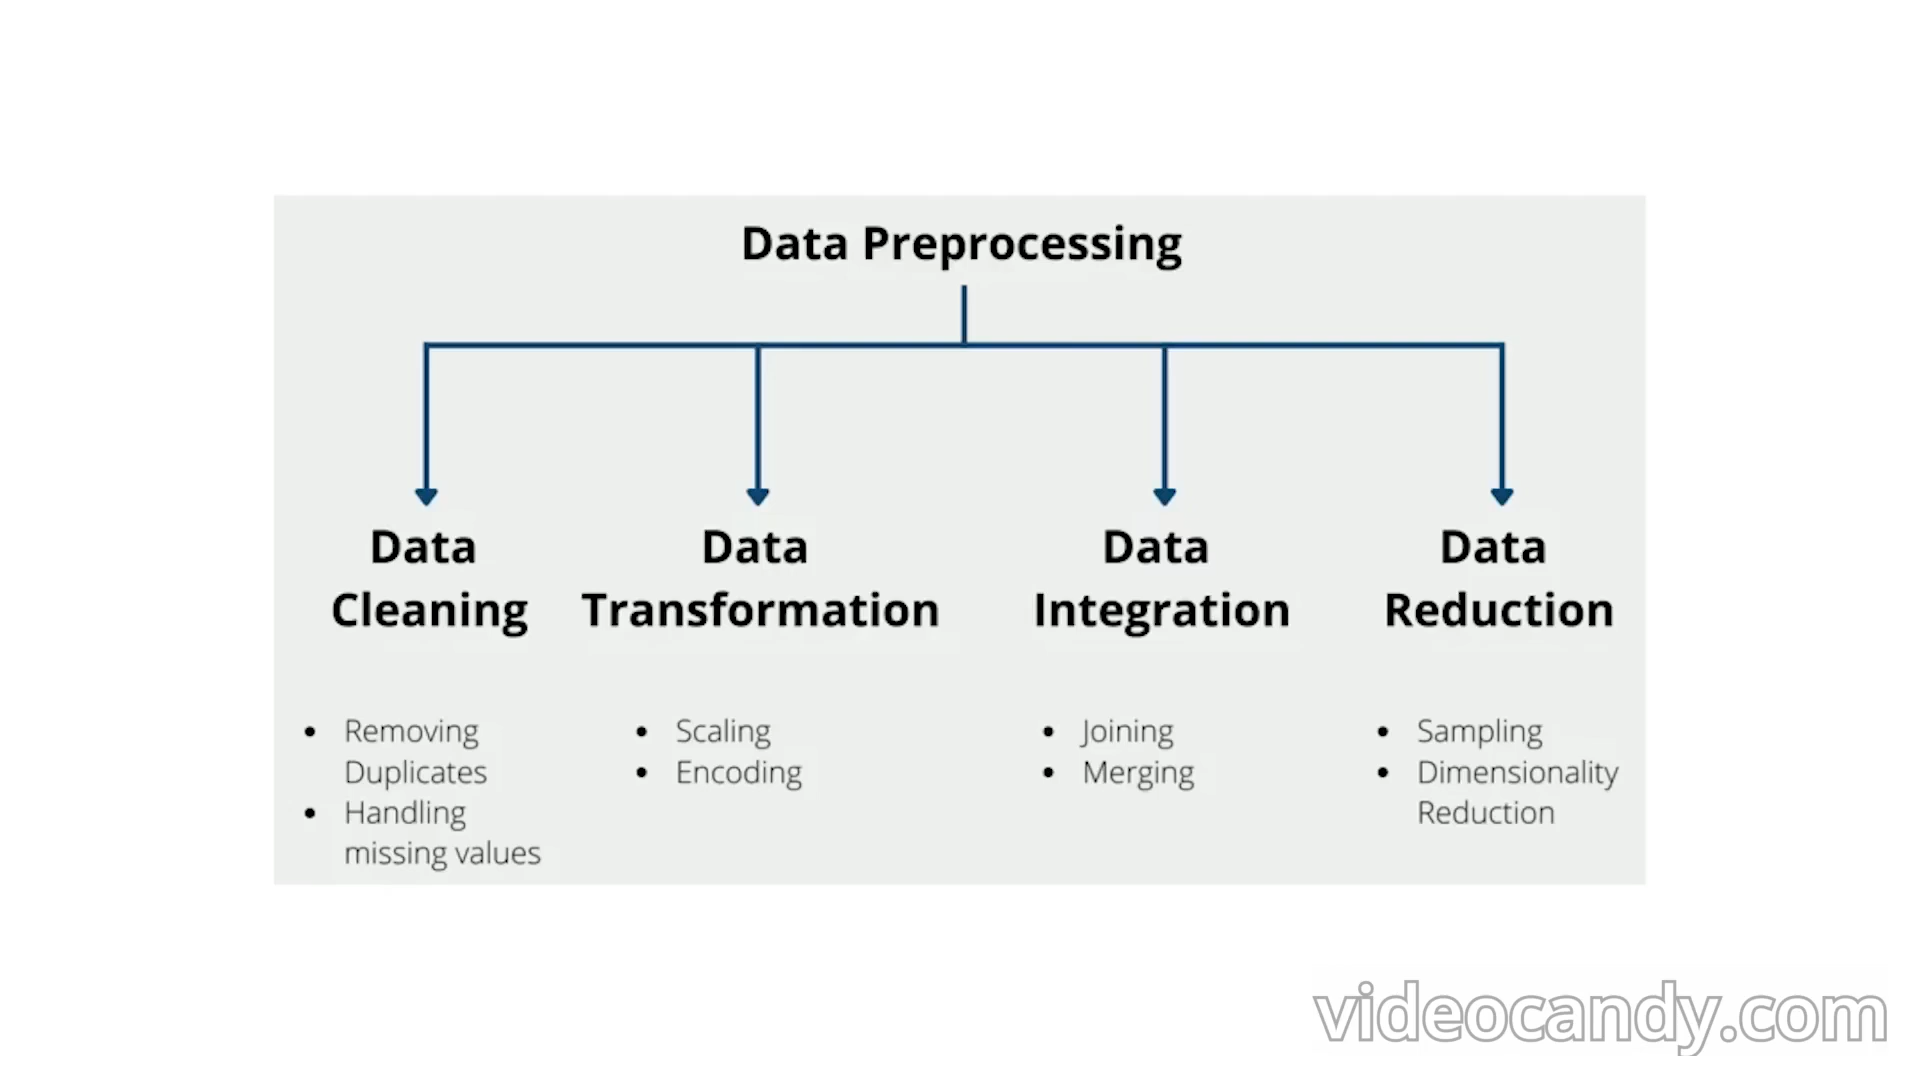 Data Preprocessing
Data
Cleaning
Data
Transformation
Data
Integration
Data
Reduction
• Removing
Duplicates
• Handling
missing values
• Scaling
• Encoding
• Joining
• Merging
• Sampling
• Dimensionality
Reduction
videocandy.com